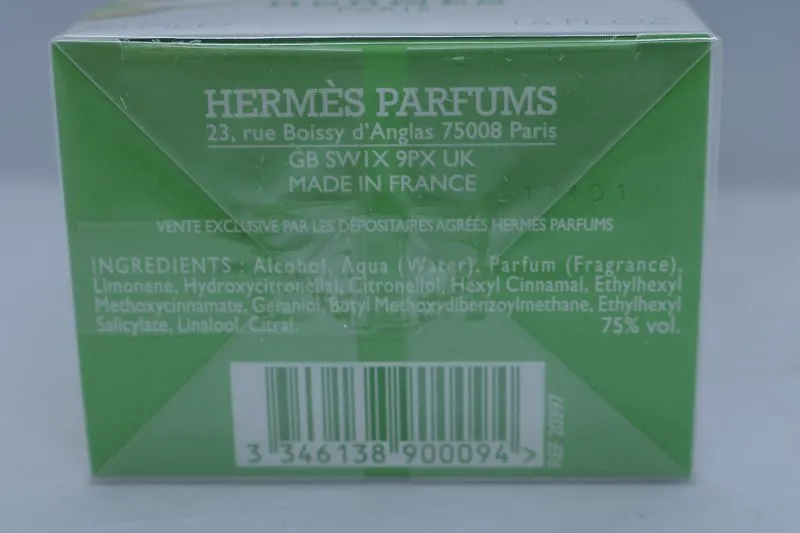 HERMÈS PARFUMS
23, rue Boissy d'Anglas 75008 Paris
GB SW1X 9PX UK
MADE IN FRANCE
VENTE EXCLUSIVE PAR LES DÉPOSITAIRES AGRÉÉS HERMÈS PARFUMS
INGREDIENTS : Alcohol, Aqua (Water), Parfum (Fragrance),
Limonene, Hydroxycitronellal, Citronellol, Hexyl Cinnamal, Ethylhexyl
Methoxycinnamate, Geraniol, Butyl Methoxydibenzoylmethane, Ethylhexyl
Salicylate, Linalool, Citral. 75% vol.
3 346138 900094 >
REF 20397